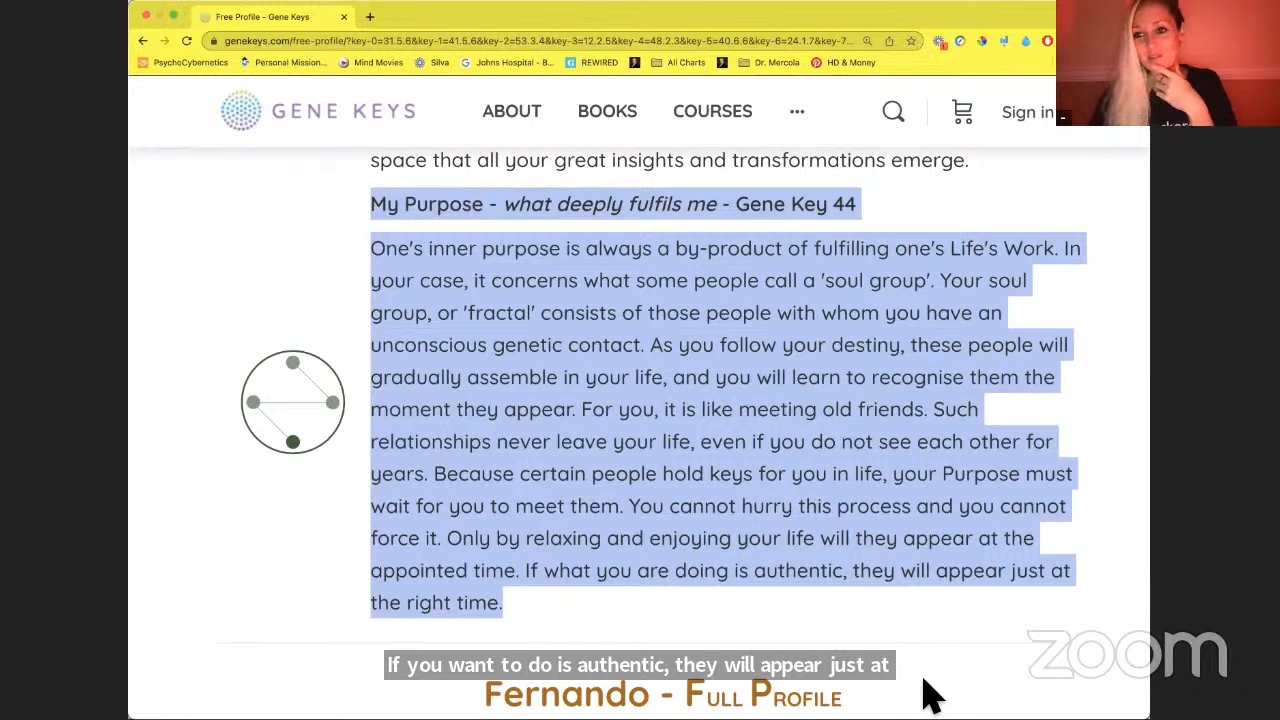 Free Profile - Gene Keys
genekeys.com/free-profile/?key-0=31.5.6&key-1=41.5.6&key-2=53.3.4&key-3=12.2.5&key-4=48.2.3&key-5=40.6.6&key-6=24.1.7&key-7...
PsychoCybernetics Personal Mission... Mind Movies Silva Johns Hospital - B... REWIRED All Charts Dr. Mercola HD & Money
GENE KEYS ABOUT BOOKS COURSES ••• Sign in
space that all your great insights and transformations emerge.
My Purpose - what deeply fulfils me - Gene Key 44
One's inner purpose is always a by-product of fulfilling one's Life's Work. In
your case, it concerns what some people call a 'soul group'. Your soul
group, or 'fractal' consists of those people with whom you have an
unconscious genetic contact. As you follow your destiny, these people will
gradually assemble in your life, and you will learn to recognise them the
moment they appear. For you, it is like meeting old friends. Such
relationships never leave your life, even if you do not see each other for
years. Because certain people hold keys for you in life, your Purpose must
wait for you to meet them. You cannot hurry this process and you cannot
force it. Only by relaxing and enjoying your life will they appear at the
appointed time. If what you are doing is authentic, they will appear just at
the right time.
zoom
If you want to do is authentic, they will appear just at
Fernando - Full Profile